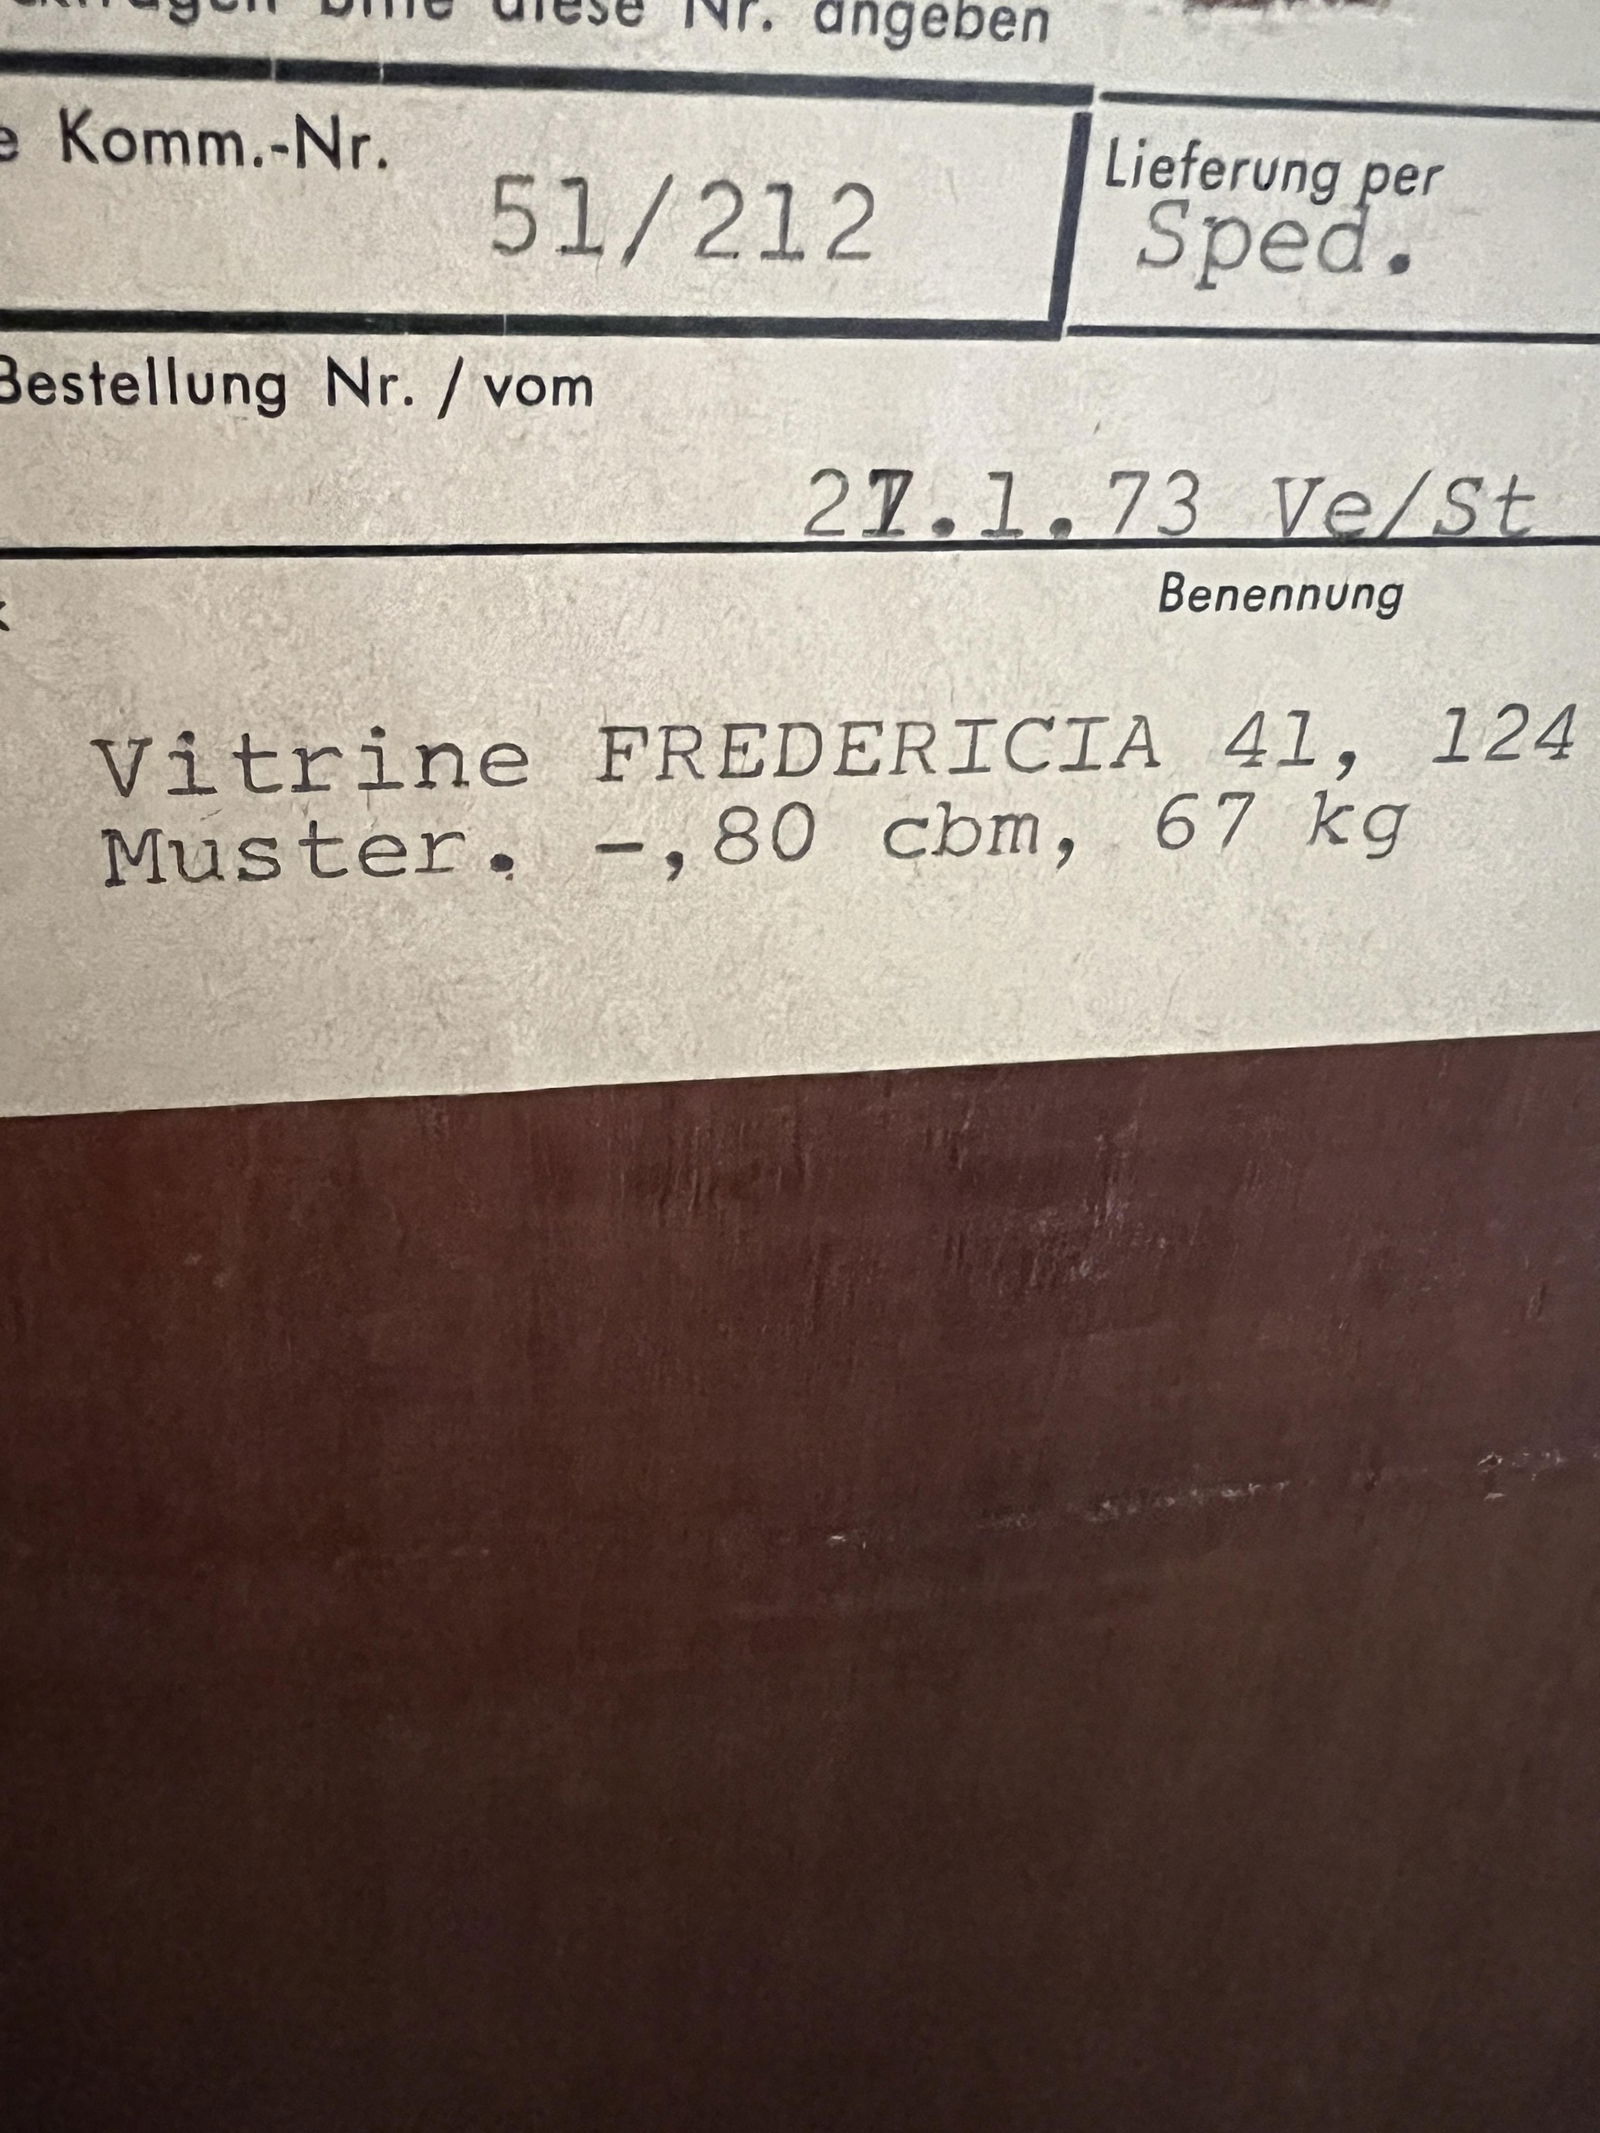 diese Nr. angeben
Komm.-Nr.
51/212
Lieferung per
Sped.
Bestellung Nr. / vom
.1.73 Ve/St
Benennung
Vitrine FREDERICIA 41, 124
Muster. -,80 cbm, 67 kg